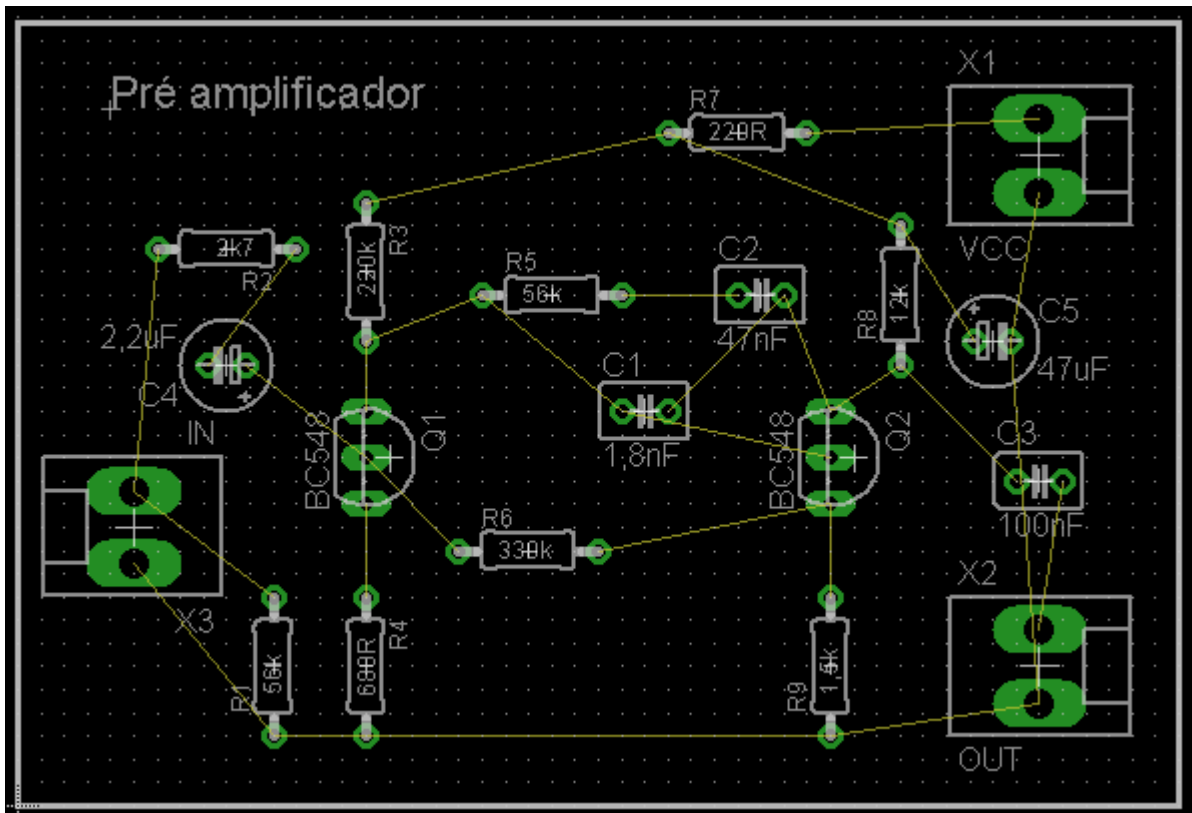 X1
Pré amplificador
R7
220R
2k7
R2
R3
220k
VCC
C2
R5
56k
47nF
R8
12k
C5
47uF
2,2uF
C4
C1
1,8nF
IN
BC548
Q1
BC548
Q2
C3
100nF
R6
330k
X3
X2
R1
56k
R4
680R
R9
1,5k
OUT